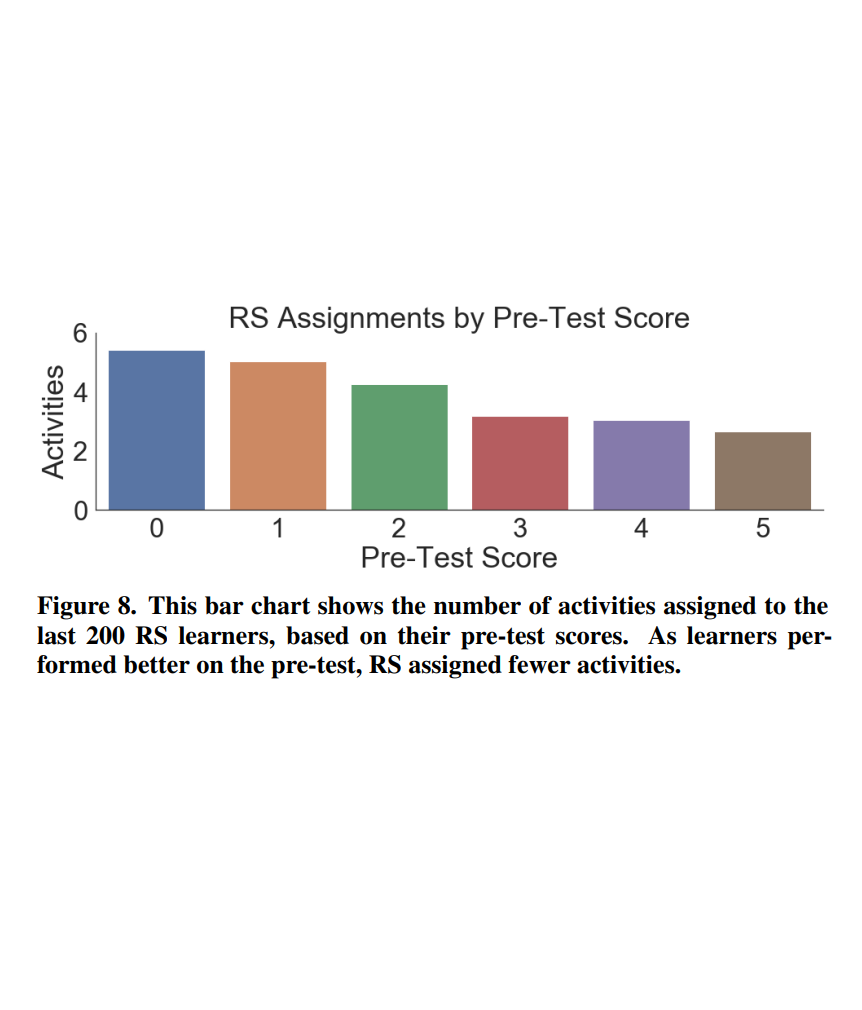 RS Assignments by Pre-Test Score
6
4
2
0
Activities
0 1 2 3 4 5
Pre-Test Score
Figure 8. This bar chart shows the number of activities assigned to the
last 200 RS learners, based on their pre-test scores. As learners per-
formed better on the pre-test, RS assigned fewer activities.